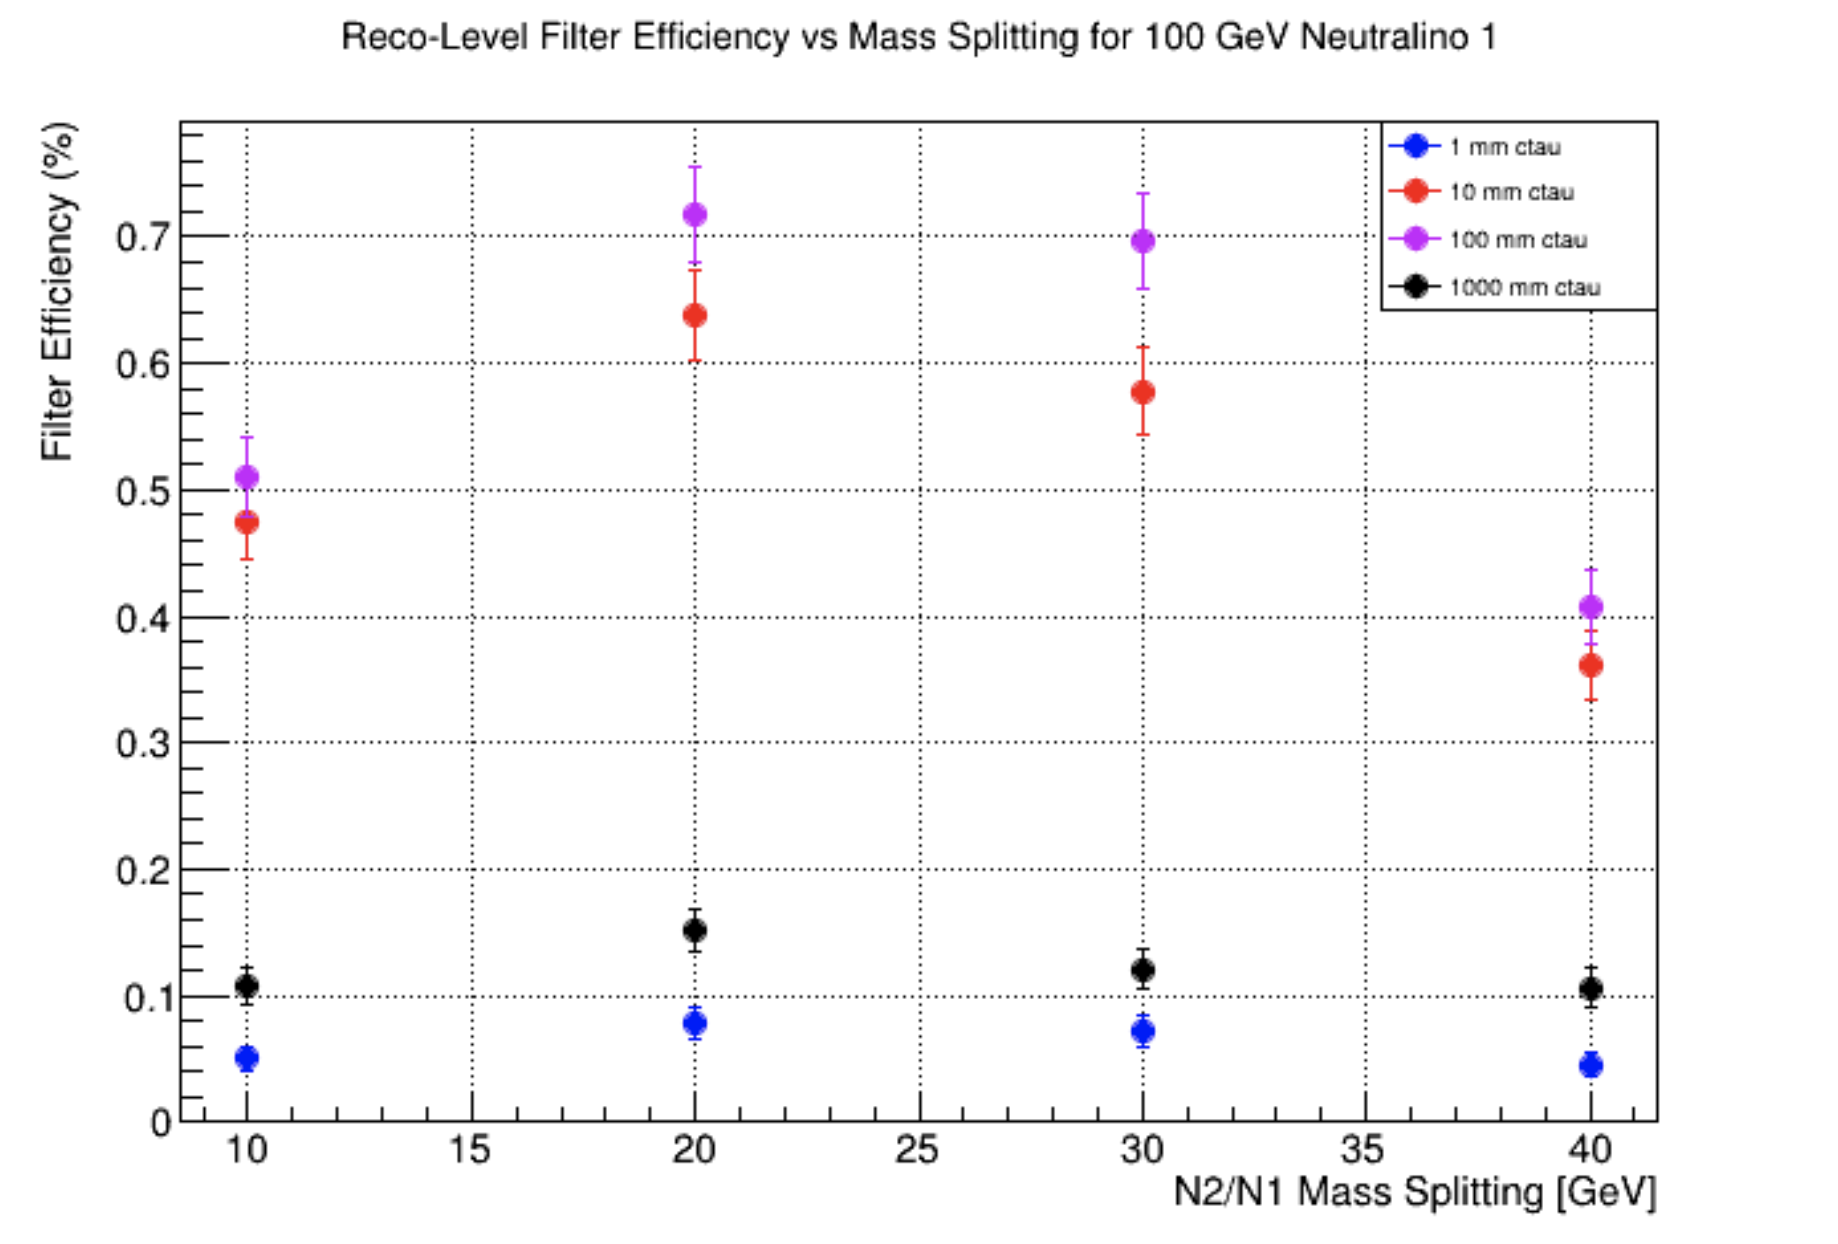 Reco-Level Filter Efficiency vs Mass Splitting for 100 GeV Neutralino 1
Filter Efficiency (%)
1 mm ctau
10 mm ctau
100 mm ctau
1000 mm ctau
0.7
0.6
0.5
0.4
0.3
0.2
0.1
0
10 15 20 25 30 35 40
N2/N1 Mass Splitting [GeV]